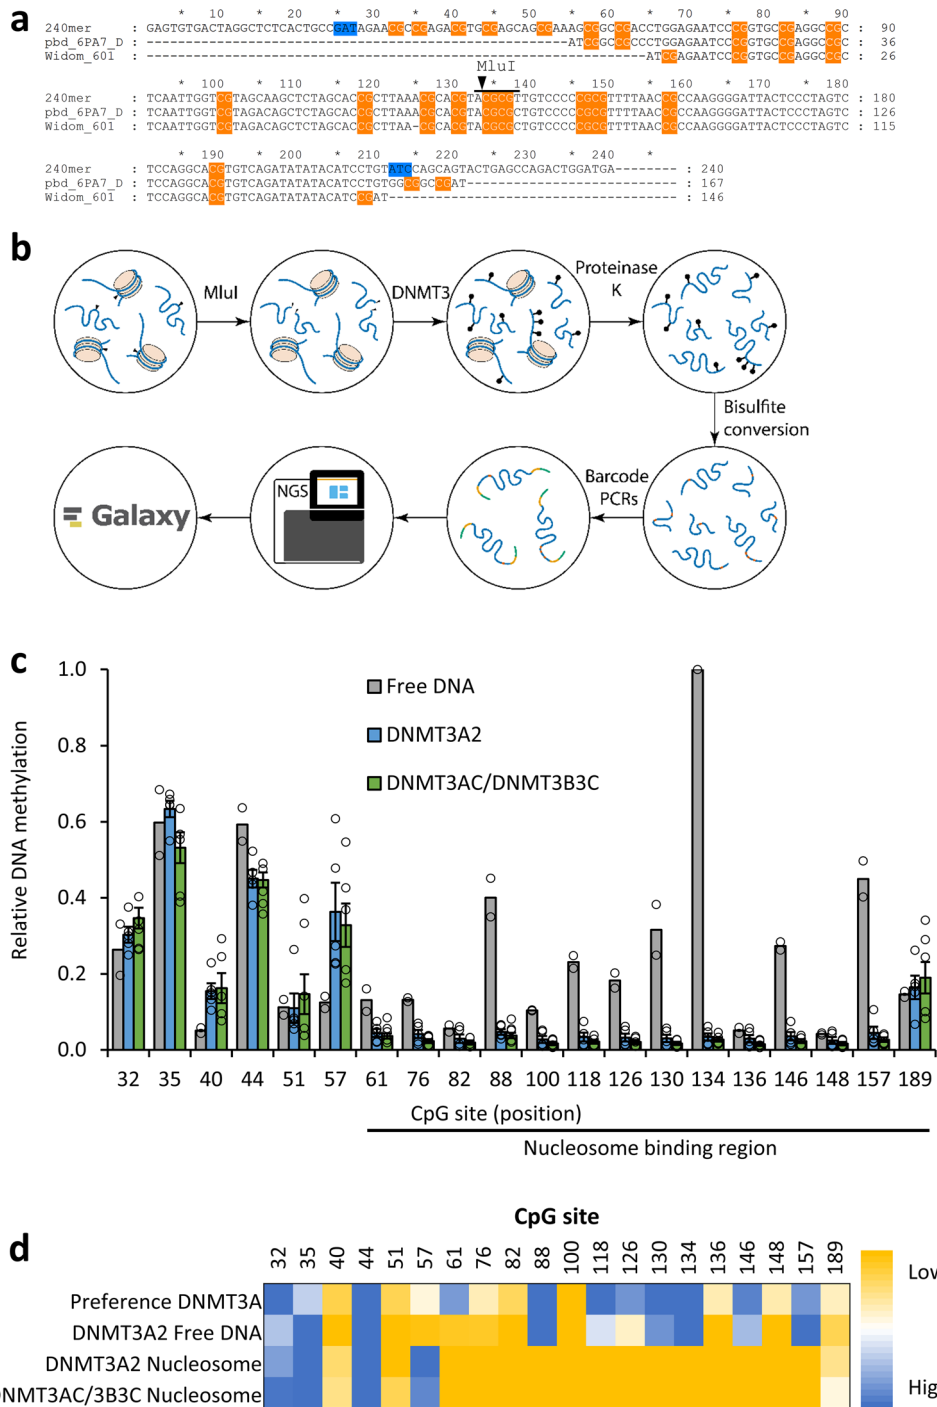 a
10 * 20 * 30 * 40 * 50 * 60 * 70 * 80 * 90
240mer : GAGTGTGACTAGGCTCTCACTGCCGATAGAACGCCGAGACGTGCGAGCAGCGAAAGCGGCCGACCTGGAGAATCCCGGTGCCGAGGCCGC : 90
pbd_6PA7_D : ------------------------------------------------------ATCGGCCGCCCTGGAGAATCCCGGTGCCGAGGCCGC : 36
Widom_601 : ----------------------------------------------------------------ATCGAGAATCCCGGTGCCGAGGCCGC : 26
MluI
* 100 * 110 * 120 * 130 * 140 * 150 * 160 * 170 * 180
240mer : TCAATTGGTCGTAGCAAGCTCTAGCACCGCTTAAACGCACGTACGCGTTGTCCCCCGCGTTTTAACCGCCAAGGGGATTACTCCCTAGTC : 180
pbd_6PA7_D : TCAATTGGTCGTAGACAGCTCTAGCACCGCTTAAACGCACGTACGCGCTGTCCCCCGCGTTTTAACCGCCAAGGGGATTACTCCCTAGTC : 126
Widom_601 : TCAATTGGTCGTAGACAGCTCTAGCACCGCTTAA-CGCACGTACGCGCTGTCCCCCGCGTTTTAACCGCCAAGGGGATTACTCCCTAGTC : 115
* 190 * 200 * 210 * 220 * 230 * 240 *
240mer : TCCAGGCACGTGTCAGATATATACATCCTGTATCCAGCAGTACTGAGCCAGACTGGATGA-------- : 240
pbd_6PA7_D : TCCAGGCACGTGTCAGATATATACATCCTGTGGCGGCCGAT--------------------------- : 167
Widom_601 : TCCAGGCACGTGTCAGATATATACATCCGAT------------------------------------- : 146
b
MluI
DNMT3
Proteinase
K
Bisulfite
conversion
Barcode
PCRs
NGS
Galaxy
c
Relative DNA methylation
1.0
0.8
0.6
0.4
0.2
0.0
Free DNA
DNMT3A2
DNMT3AC/DNMT3B3C
32 35 40 44 51 57 61 76 82 88 100 118 126 130 134 136 146 148 157 189
CpG site (position)
Nucleosome binding region
d
CpG site
32 35 40 44 51 57 61 76 82 88 100 118 126 130 134 136 146 148 157 189
Preference DNMT3A
DNMT3A2 Free DNA
DNMT3A2 Nucleosome
DNMT3AC/3B3C Nucleosome
Low
High